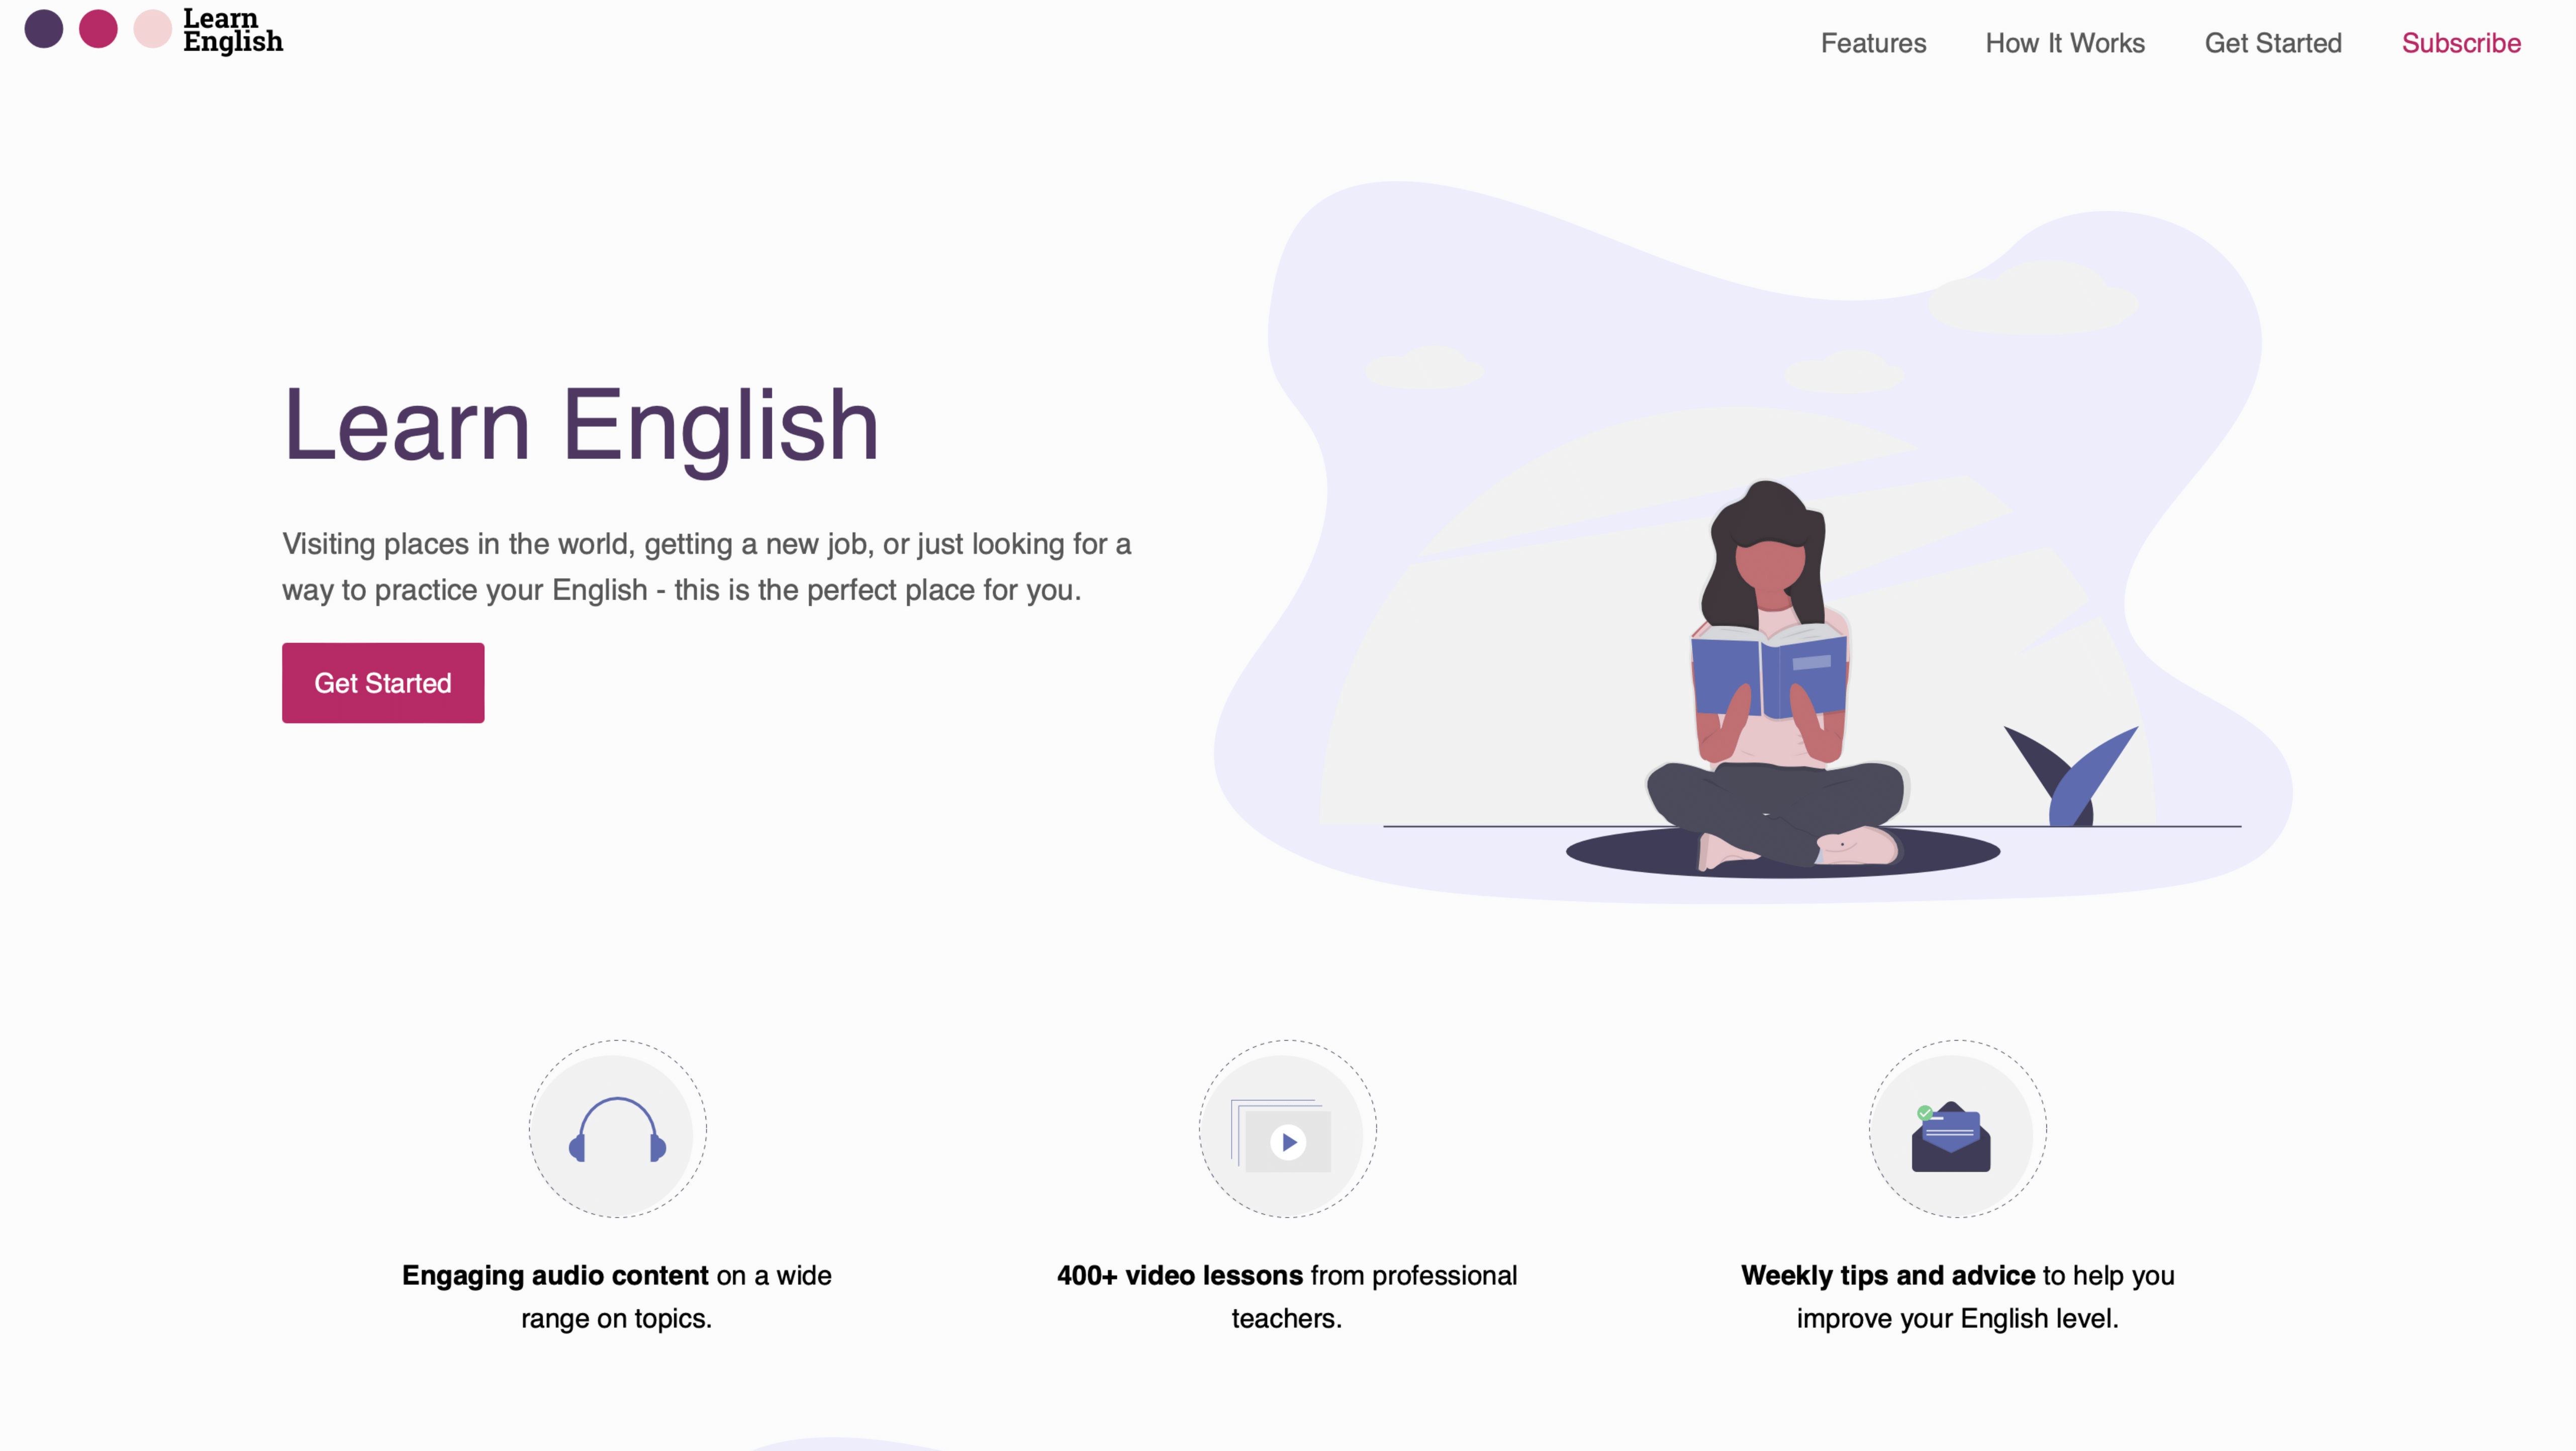 Learn
English
Features
How It Works
Get Started
Subscribe
Learn English
Visiting places in the world, getting a new job, or just looking for a
way to practice your English - this is the perfect place for you.
Get Started
Engaging audio content on a wide
range on topics.
400+ video lessons from professional
teachers.
Weekly tips and advice to help you
improve your English level.